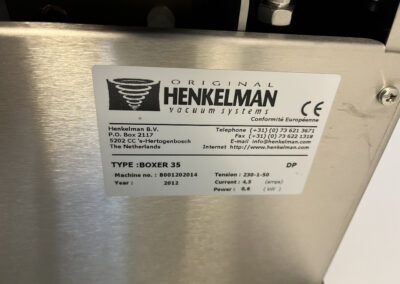 ORIGINAL
HENKELMAN
vacuum systems
CE
Conformité Européenne
Henkelman B.V.
P.O. Box 2117
5202 CC 's-Hertogenbosch
The Netherlands
Telephone (+31) (0) 73 621 3671
Fax (+31) (0) 73 622 1318
E-mail info@henkelman.com
Internet http://www.henkelman.com
TYPE :BOXER 35 DP
Machine no. : B001202014
Year : 2012
Tension : 230-1-50
Current : 4,5 (amps)
Power : 0,6 ( kW )